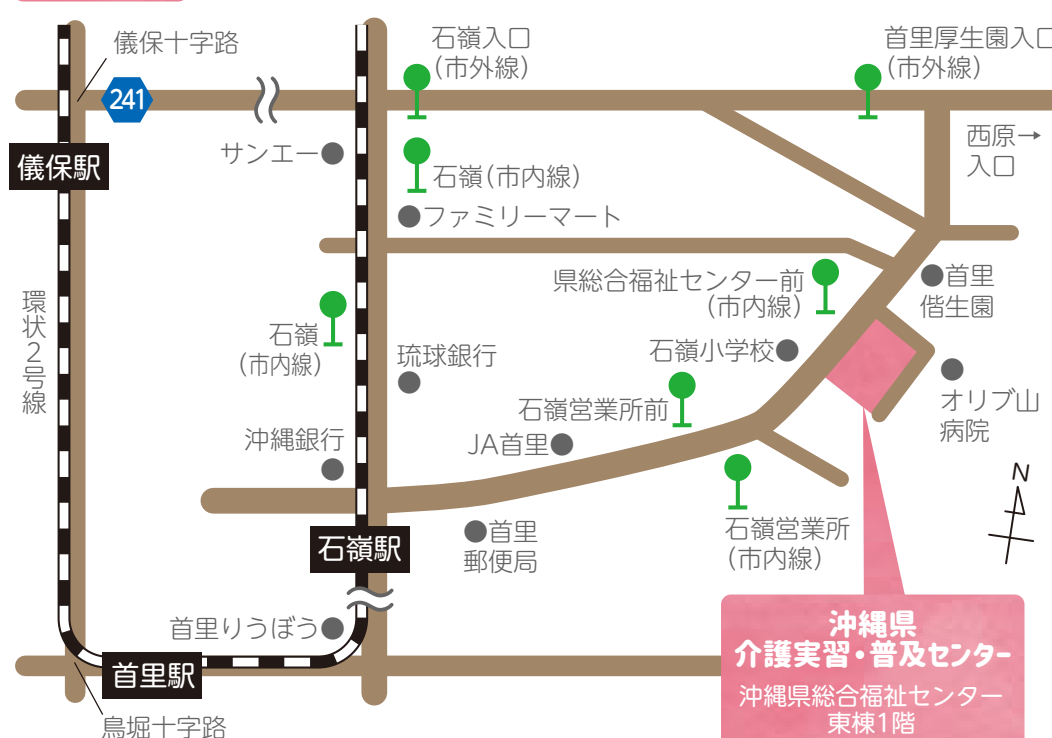 儀保十字路
241
儀保駅
環状2号線
石嶺入口
(市外線)
首里厚生園入口
(市外線)
西原→
入口
サンエー
石嶺(市内線)
ファミリーマート
県総合福祉センター前
(市内線)
首里
偕生園
石嶺
(市内線)
琉球銀行
石嶺小学校
オリブ山
病院
石嶺営業所前
沖縄銀行
JA首里
N
石嶺駅
首里
郵便局
石嶺営業所
(市内線)
首里りうぼう
首里駅
鳥堀十字路
沖縄県
介護実習・普及センター
沖縄県総合福祉センター
東棟1階